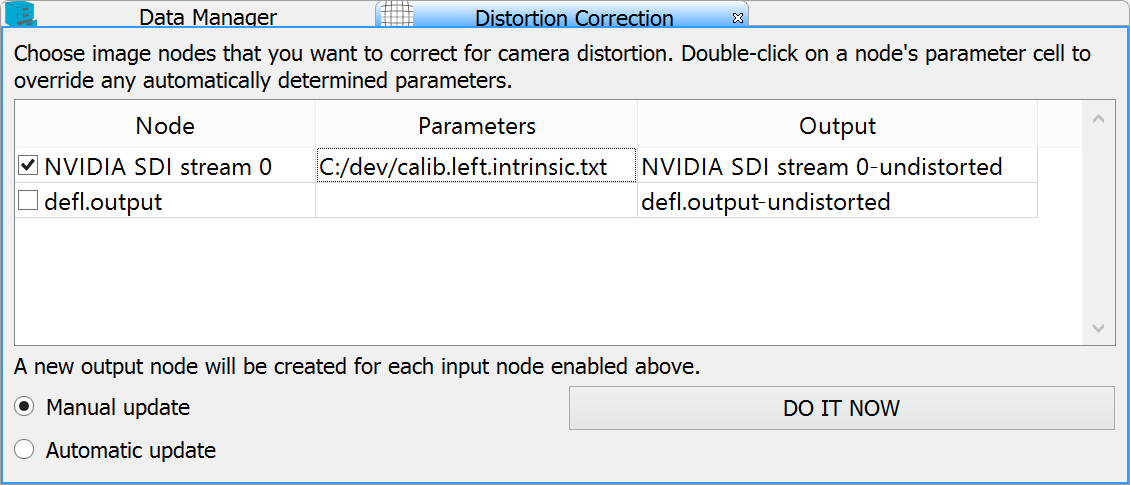 Data Manager
Distortion Correction
Choose image nodes that you want to correct for camera distortion. Double-click on a node's parameter cell to
override any automatically determined parameters.
Node Parameters Output
NVIDIA SDI stream 0 C:/dev/calib.left.intrinsic.txt NVIDIA SDI stream 0-undistorted
defl.output defl.output-undistorted
A new output node will be created for each input node enabled above.
Manual update DO IT NOW
Automatic update